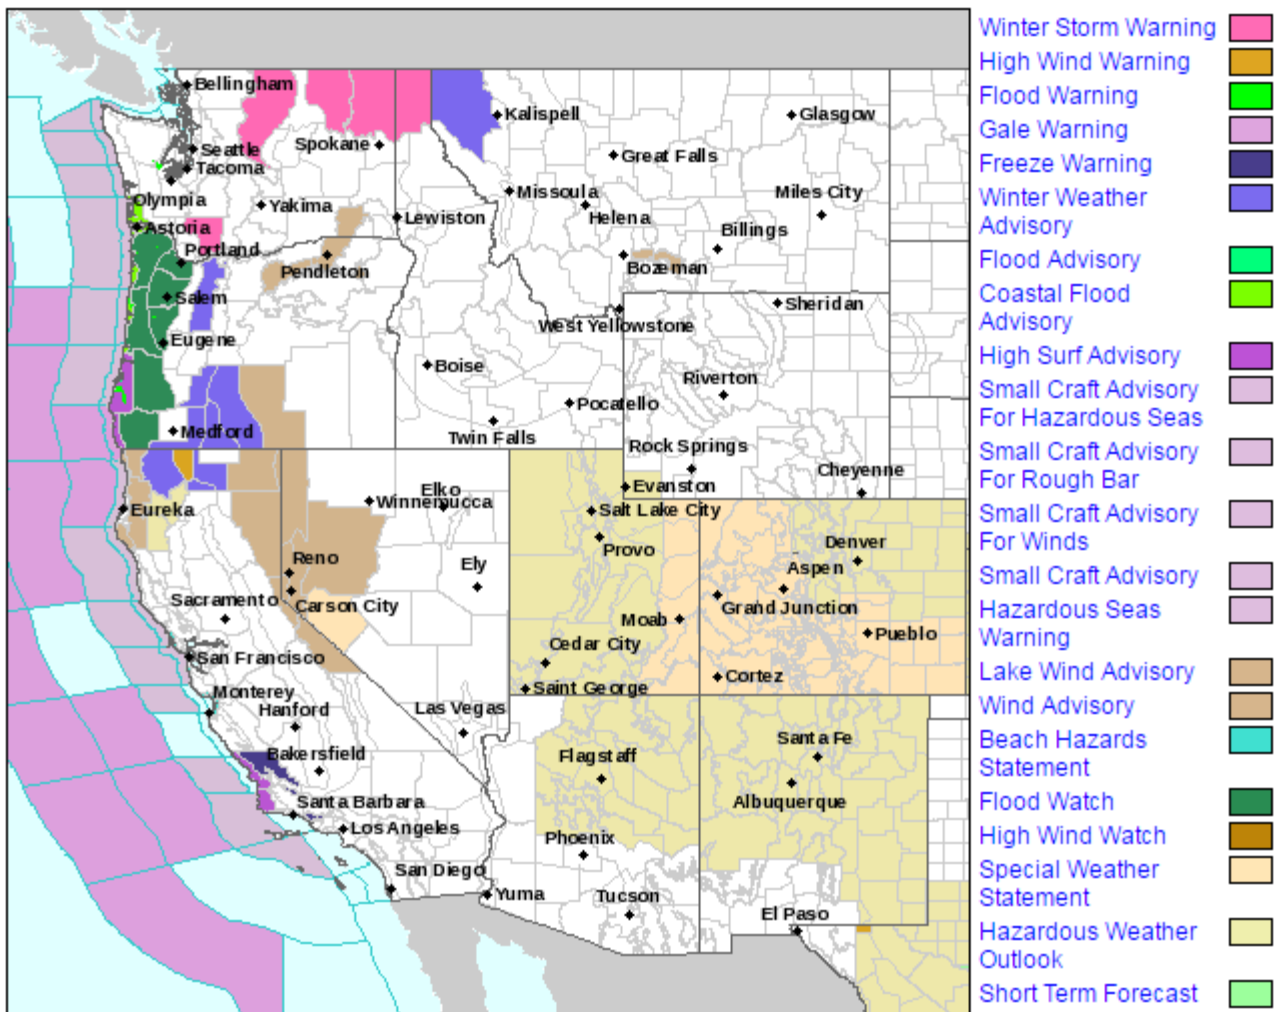 Bellingham
Kalispell
Glasgow
Seattle
Spokane
Great Falls
Tacoma
Olympia
Yakima
Missoula
Helena
Miles City
Lewiston
Astoria
Portland
Billings
Pendleton
Bozeman
Salem
Sheridan
West Yellowstone
Eugene
Boise
Riverton
Pocatello
Medford
Twin Falls
Rock Springs
Cheyenne
Elko
Winnemucca
Evanston
Eureka
Salt Lake City
Provo
Denver
Reno
Ely
Aspen
Sacramento
Carson City
Grand Junction
Moab
Pueblo
Cedar City
San Francisco
Cortez
Saint George
Monterey
Hanford
Las Vegas
Santa Fe
Bakersfield
Flagstaff
Albuquerque
Santa Barbara
Los Angeles
Phoenix
San Diego
Yuma
Tucson
El Paso
Winter Storm Warning
High Wind Warning
Flood Warning
Gale Warning
Freeze Warning
Winter Weather
Advisory
Flood Advisory
Coastal Flood
Advisory
High Surf Advisory
Small Craft Advisory
For Hazardous Seas
Small Craft Advisory
For Rough Bar
Small Craft Advisory
For Winds
Small Craft Advisory
Hazardous Seas
Warning
Lake Wind Advisory
Wind Advisory
Beach Hazards
Statement
Flood Watch
High Wind Watch
Special Weather
Statement
Hazardous Weather
Outlook
Short Term Forecast